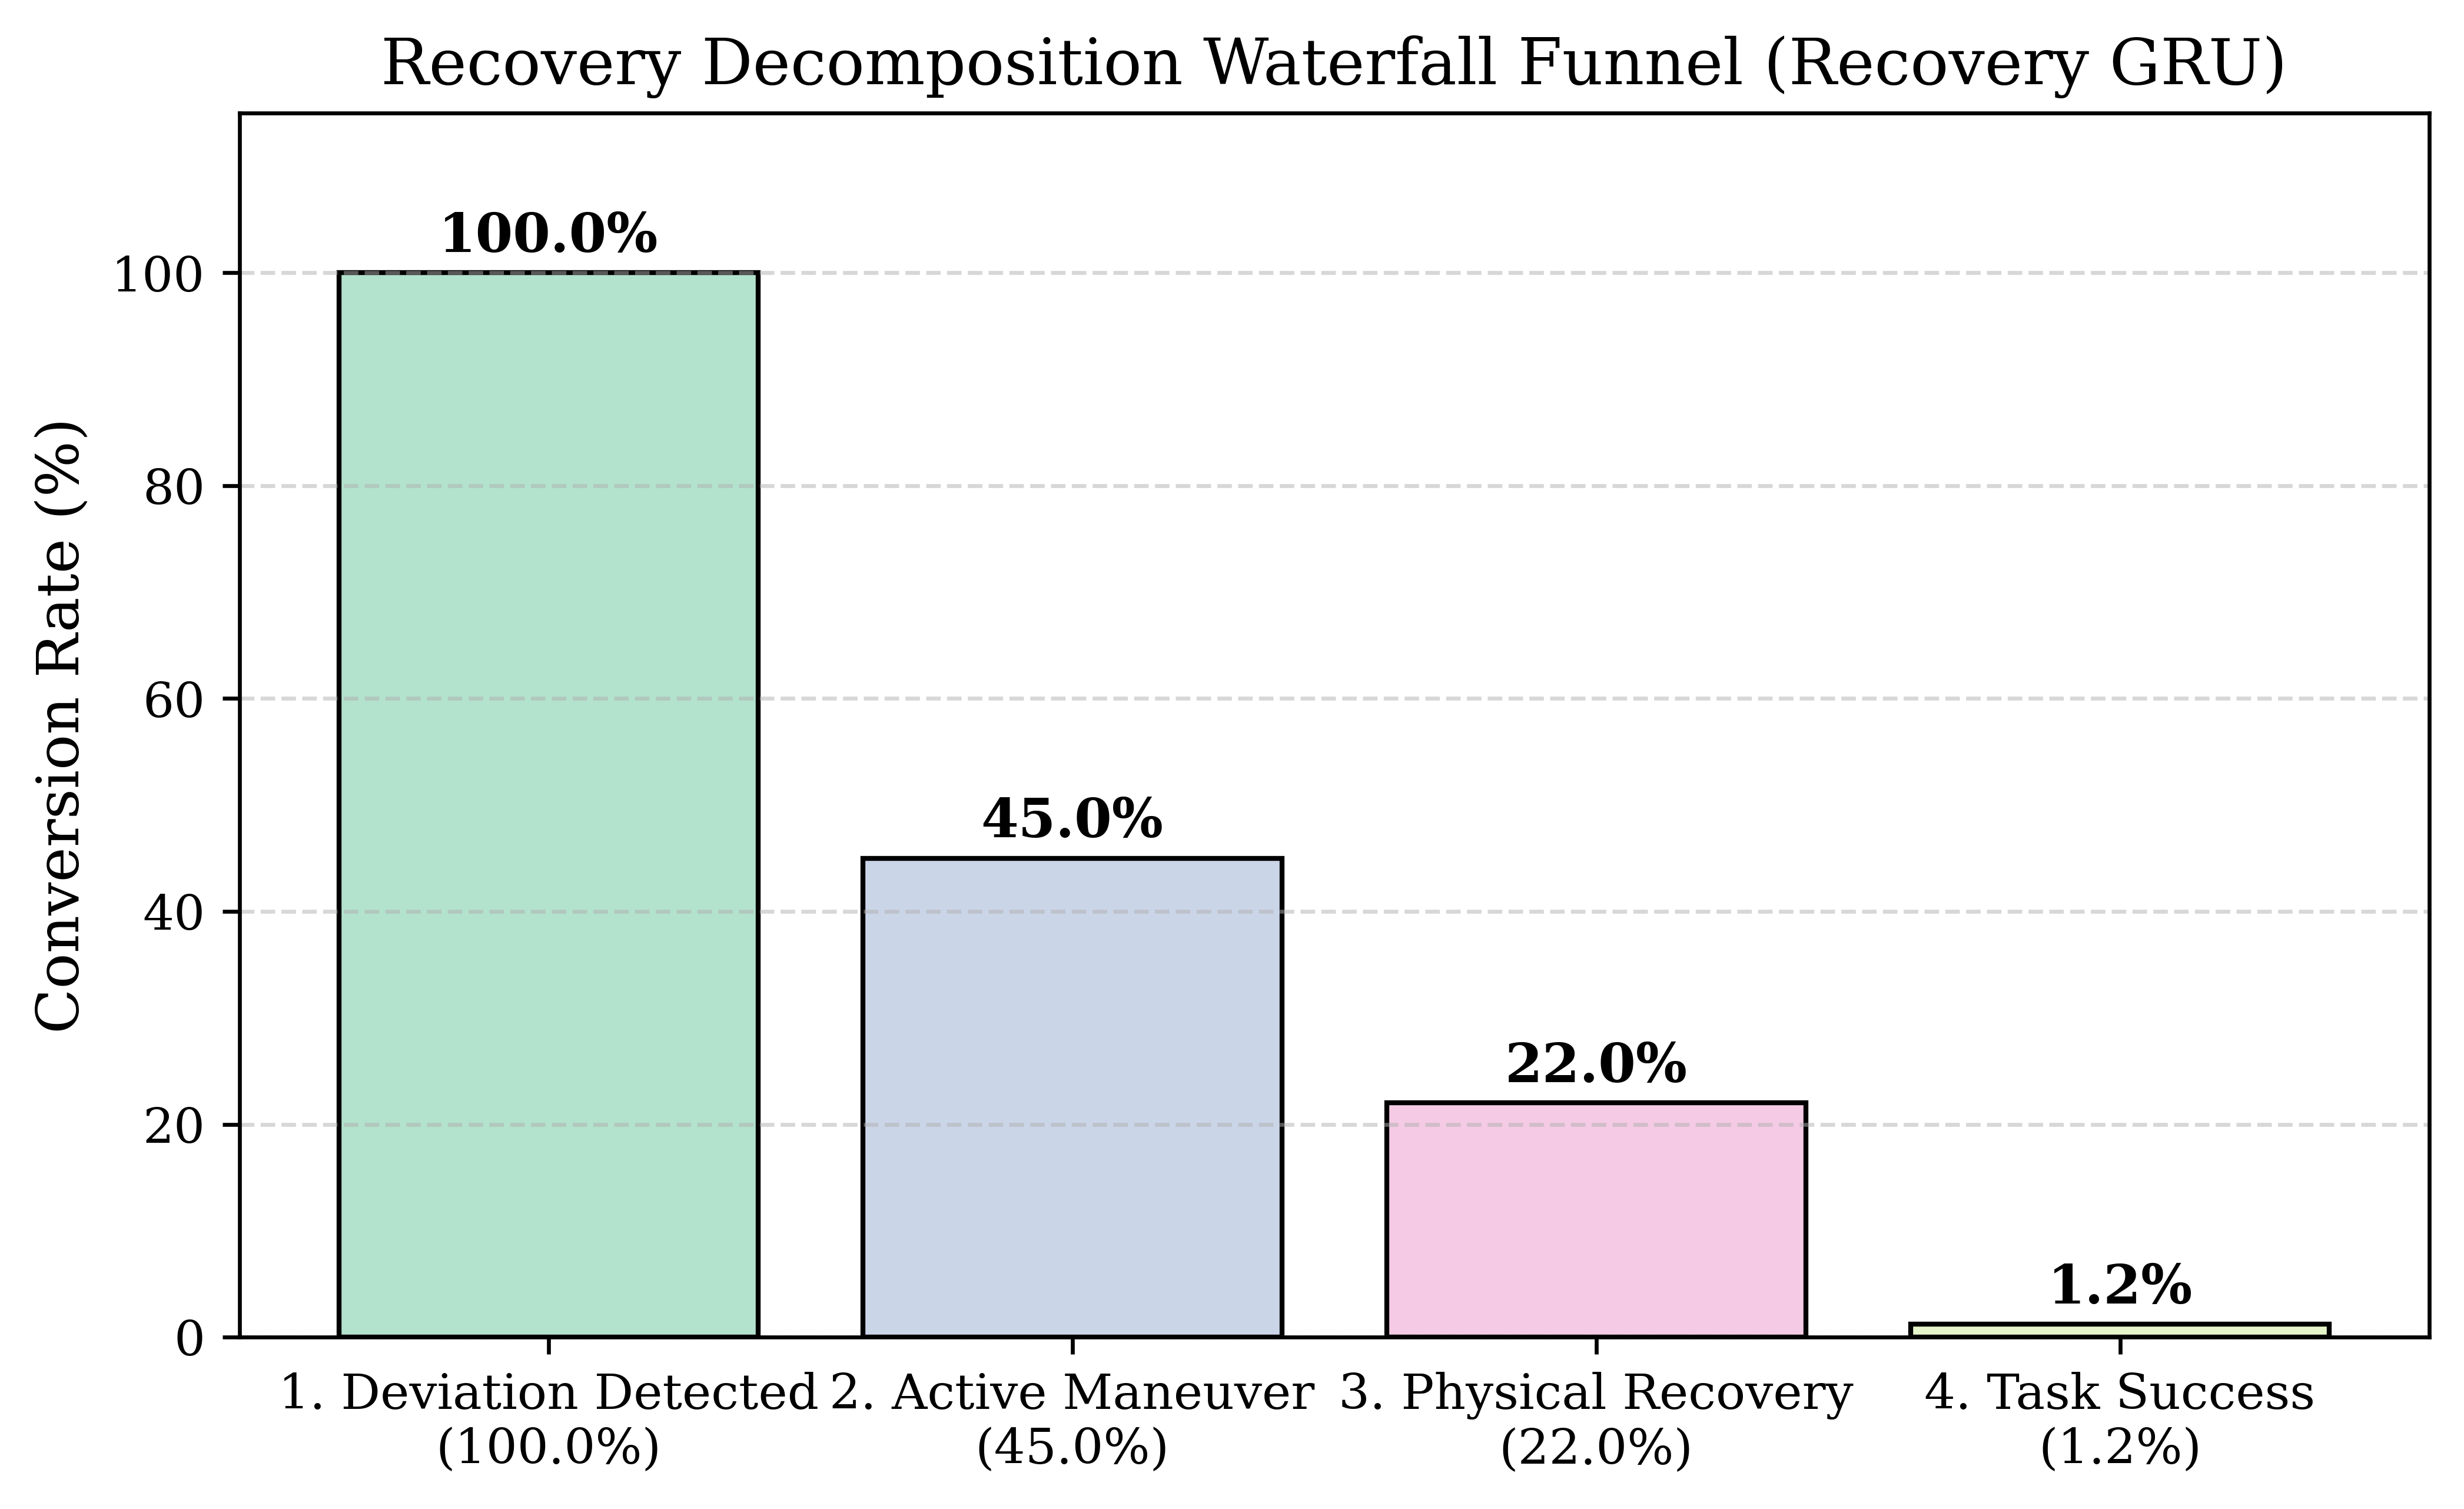 Recovery Decomposition Waterfall Funnel (Recovery GRU)
Conversion Rate (%)
100
80
60
40
20
0
100.0%
45.0%
22.0%
1.2%
1. Deviation Detected
(100.0%)
2. Active Maneuver
(45.0%)
3. Physical Recovery
(22.0%)
4. Task Success
(1.2%)